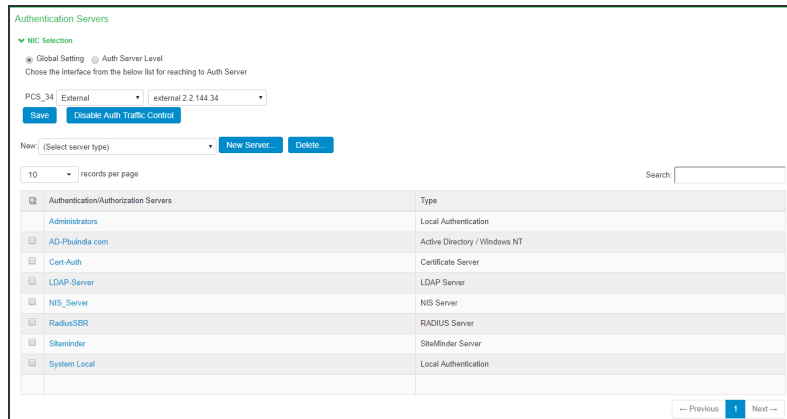 Authentication Servers
NIC Selection
Global Setting Auth Server Level
Chose the interface from the below list for reaching to Auth Server
PCS_34 External external 2.2.144.34
Save Disable Auth Traffic Control
New: (Select server type) New Server... Delete...
10 records per page Search:
Authentication/Authorization Servers Type
Administrators Local Authentication
AD-Pbuindia.com Active Directory / Windows NT
Cert-Auth Certificate Server
LDAP-Server LDAP Server
NIS_Server NIS Server
RadiusSBR RADIUS Server
Siteminder SiteMinder Server
System Local Local Authentication
← Previous 1 Next →